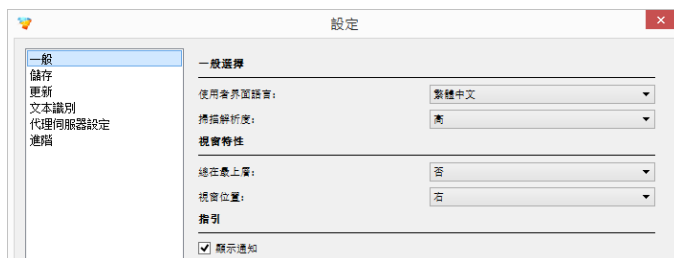 設定
一般
儲存
更新
文本識別
代理伺服器設定
進階
一般選擇
使用者界面語言: 繁體中文
掃描解析度: 高
視窗特性
總在最上層: 否
視窗位置: 右
指引
顯示通知